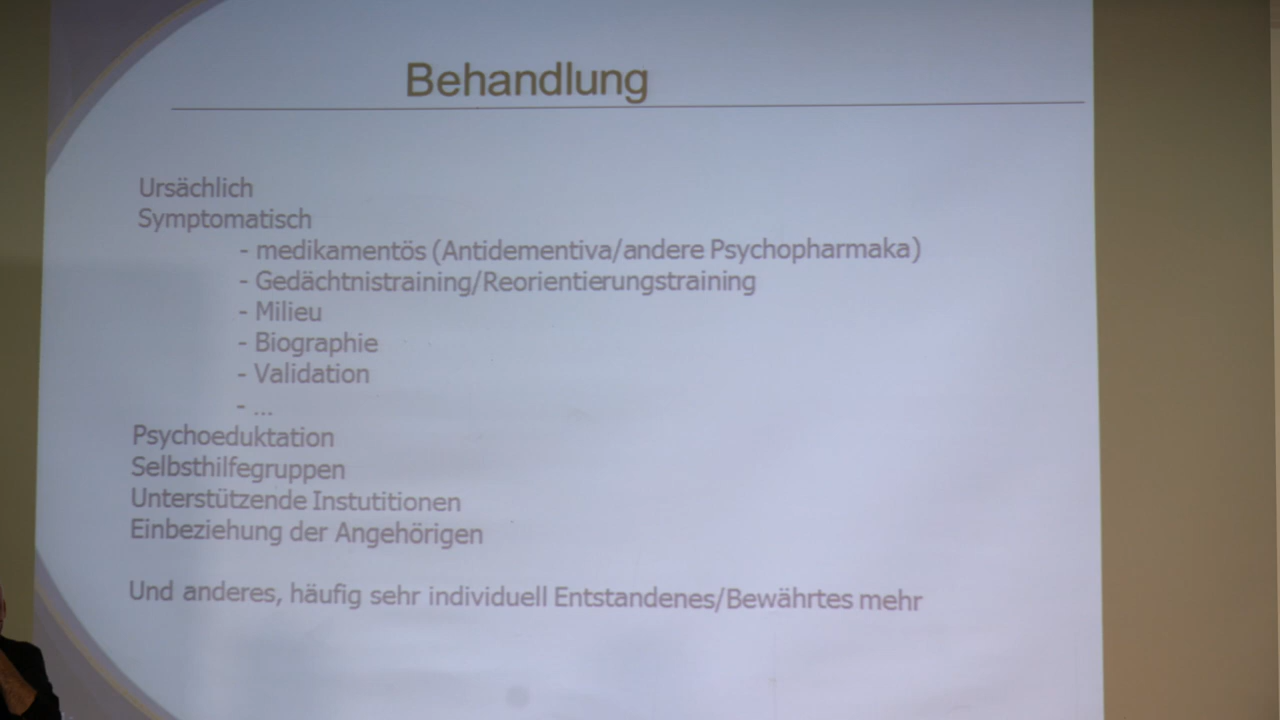 Behandlung
Ursächlich
Symptomatisch
- medikamentös (Antidementiva/andere Psychopharmaka)
- Gedächtnistraining/Reorientierungstraining
- Milieu
- Biographie
- Validation
- ...
Psychoeduktation
Selbsthilfegruppen
Unterstützende Instutitionen
Einbeziehung der Angehörigen
Und anderes, häufig sehr individuell Entstandenes/Bewährtes mehr